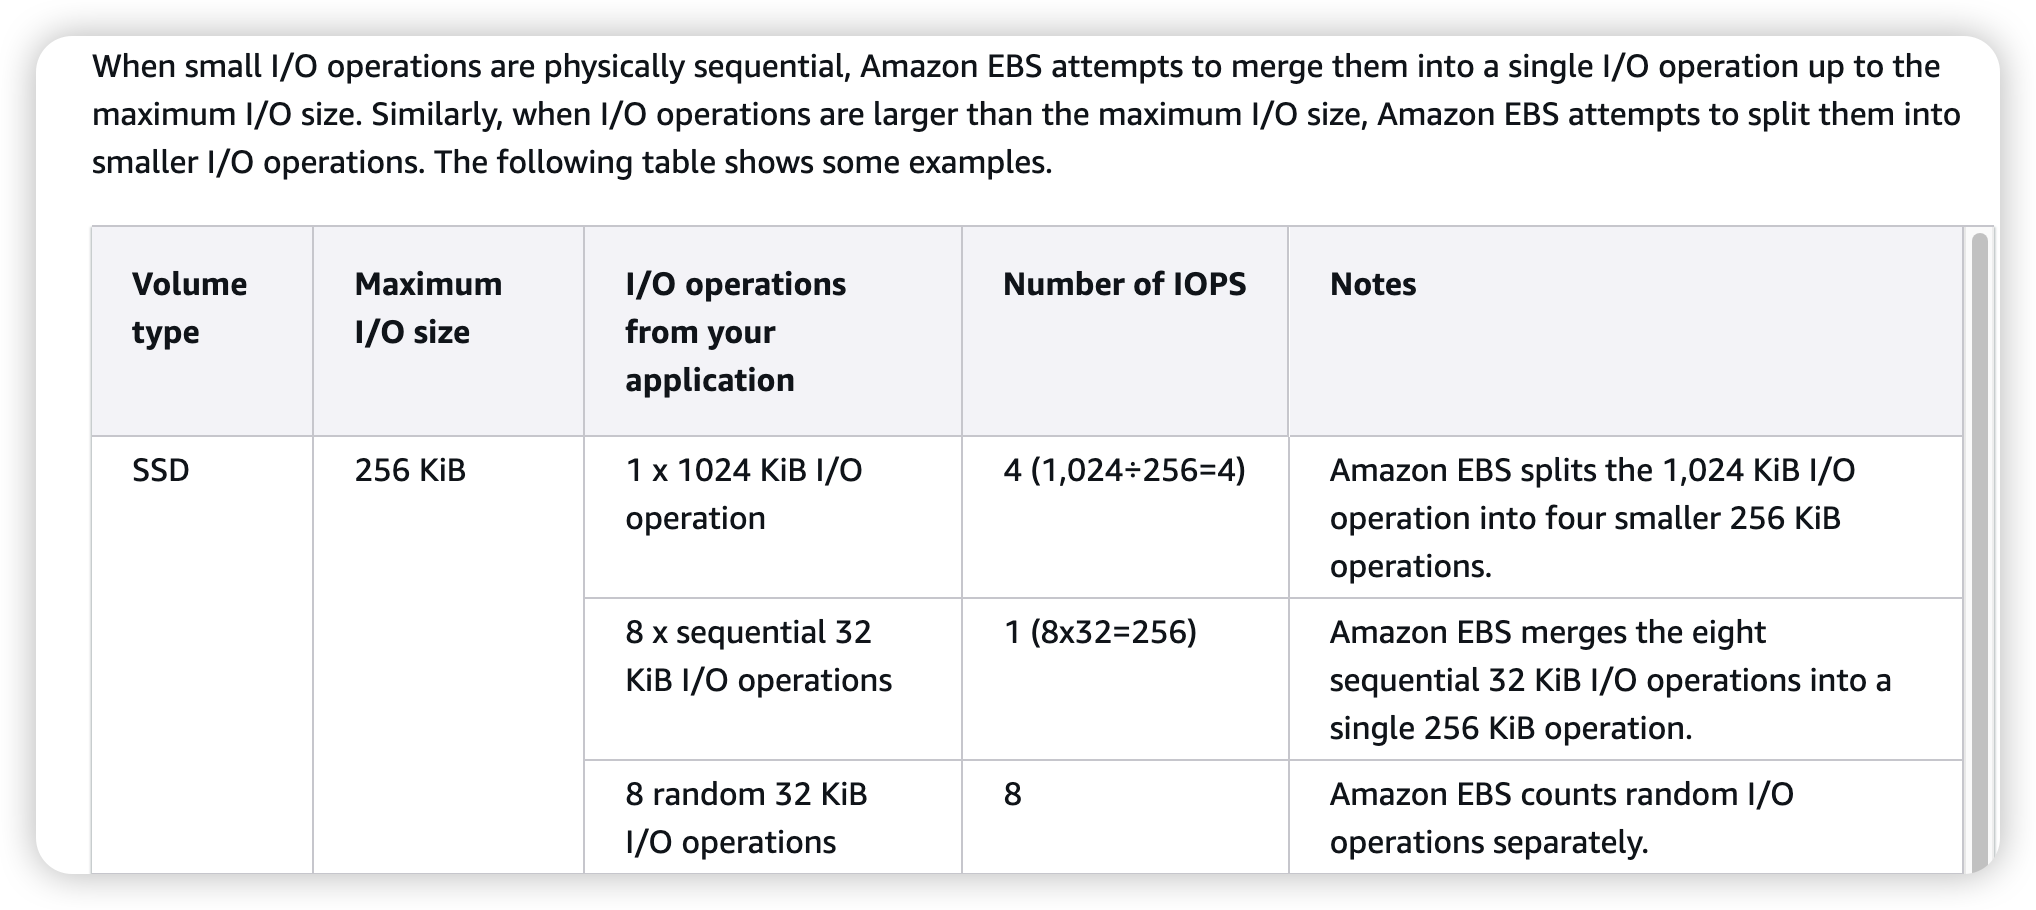 When small I/O operations are physically sequential, Amazon EBS attempts to merge them into a single I/O operation up to the
maximum I/O size. Similarly, when I/O operations are larger than the maximum I/O size, Amazon EBS attempts to split them into
smaller I/O operations. The following table shows some examples.
Volume
type
Maximum
I/O size
I/O operations
from your
application
Number of IOPS
Notes
SSD
256 KiB
1 x 1024 KiB I/O
operation
4 (1,024÷256=4)
Amazon EBS splits the 1,024 KiB I/O
operation into four smaller 256 KiB
operations.
8 x sequential 32
KiB I/O operations
1 (8x32=256)
Amazon EBS merges the eight
sequential 32 KiB I/O operations into a
single 256 KiB operation.
8 random 32 KiB
I/O operations
8
Amazon EBS counts random I/O
operations separately.